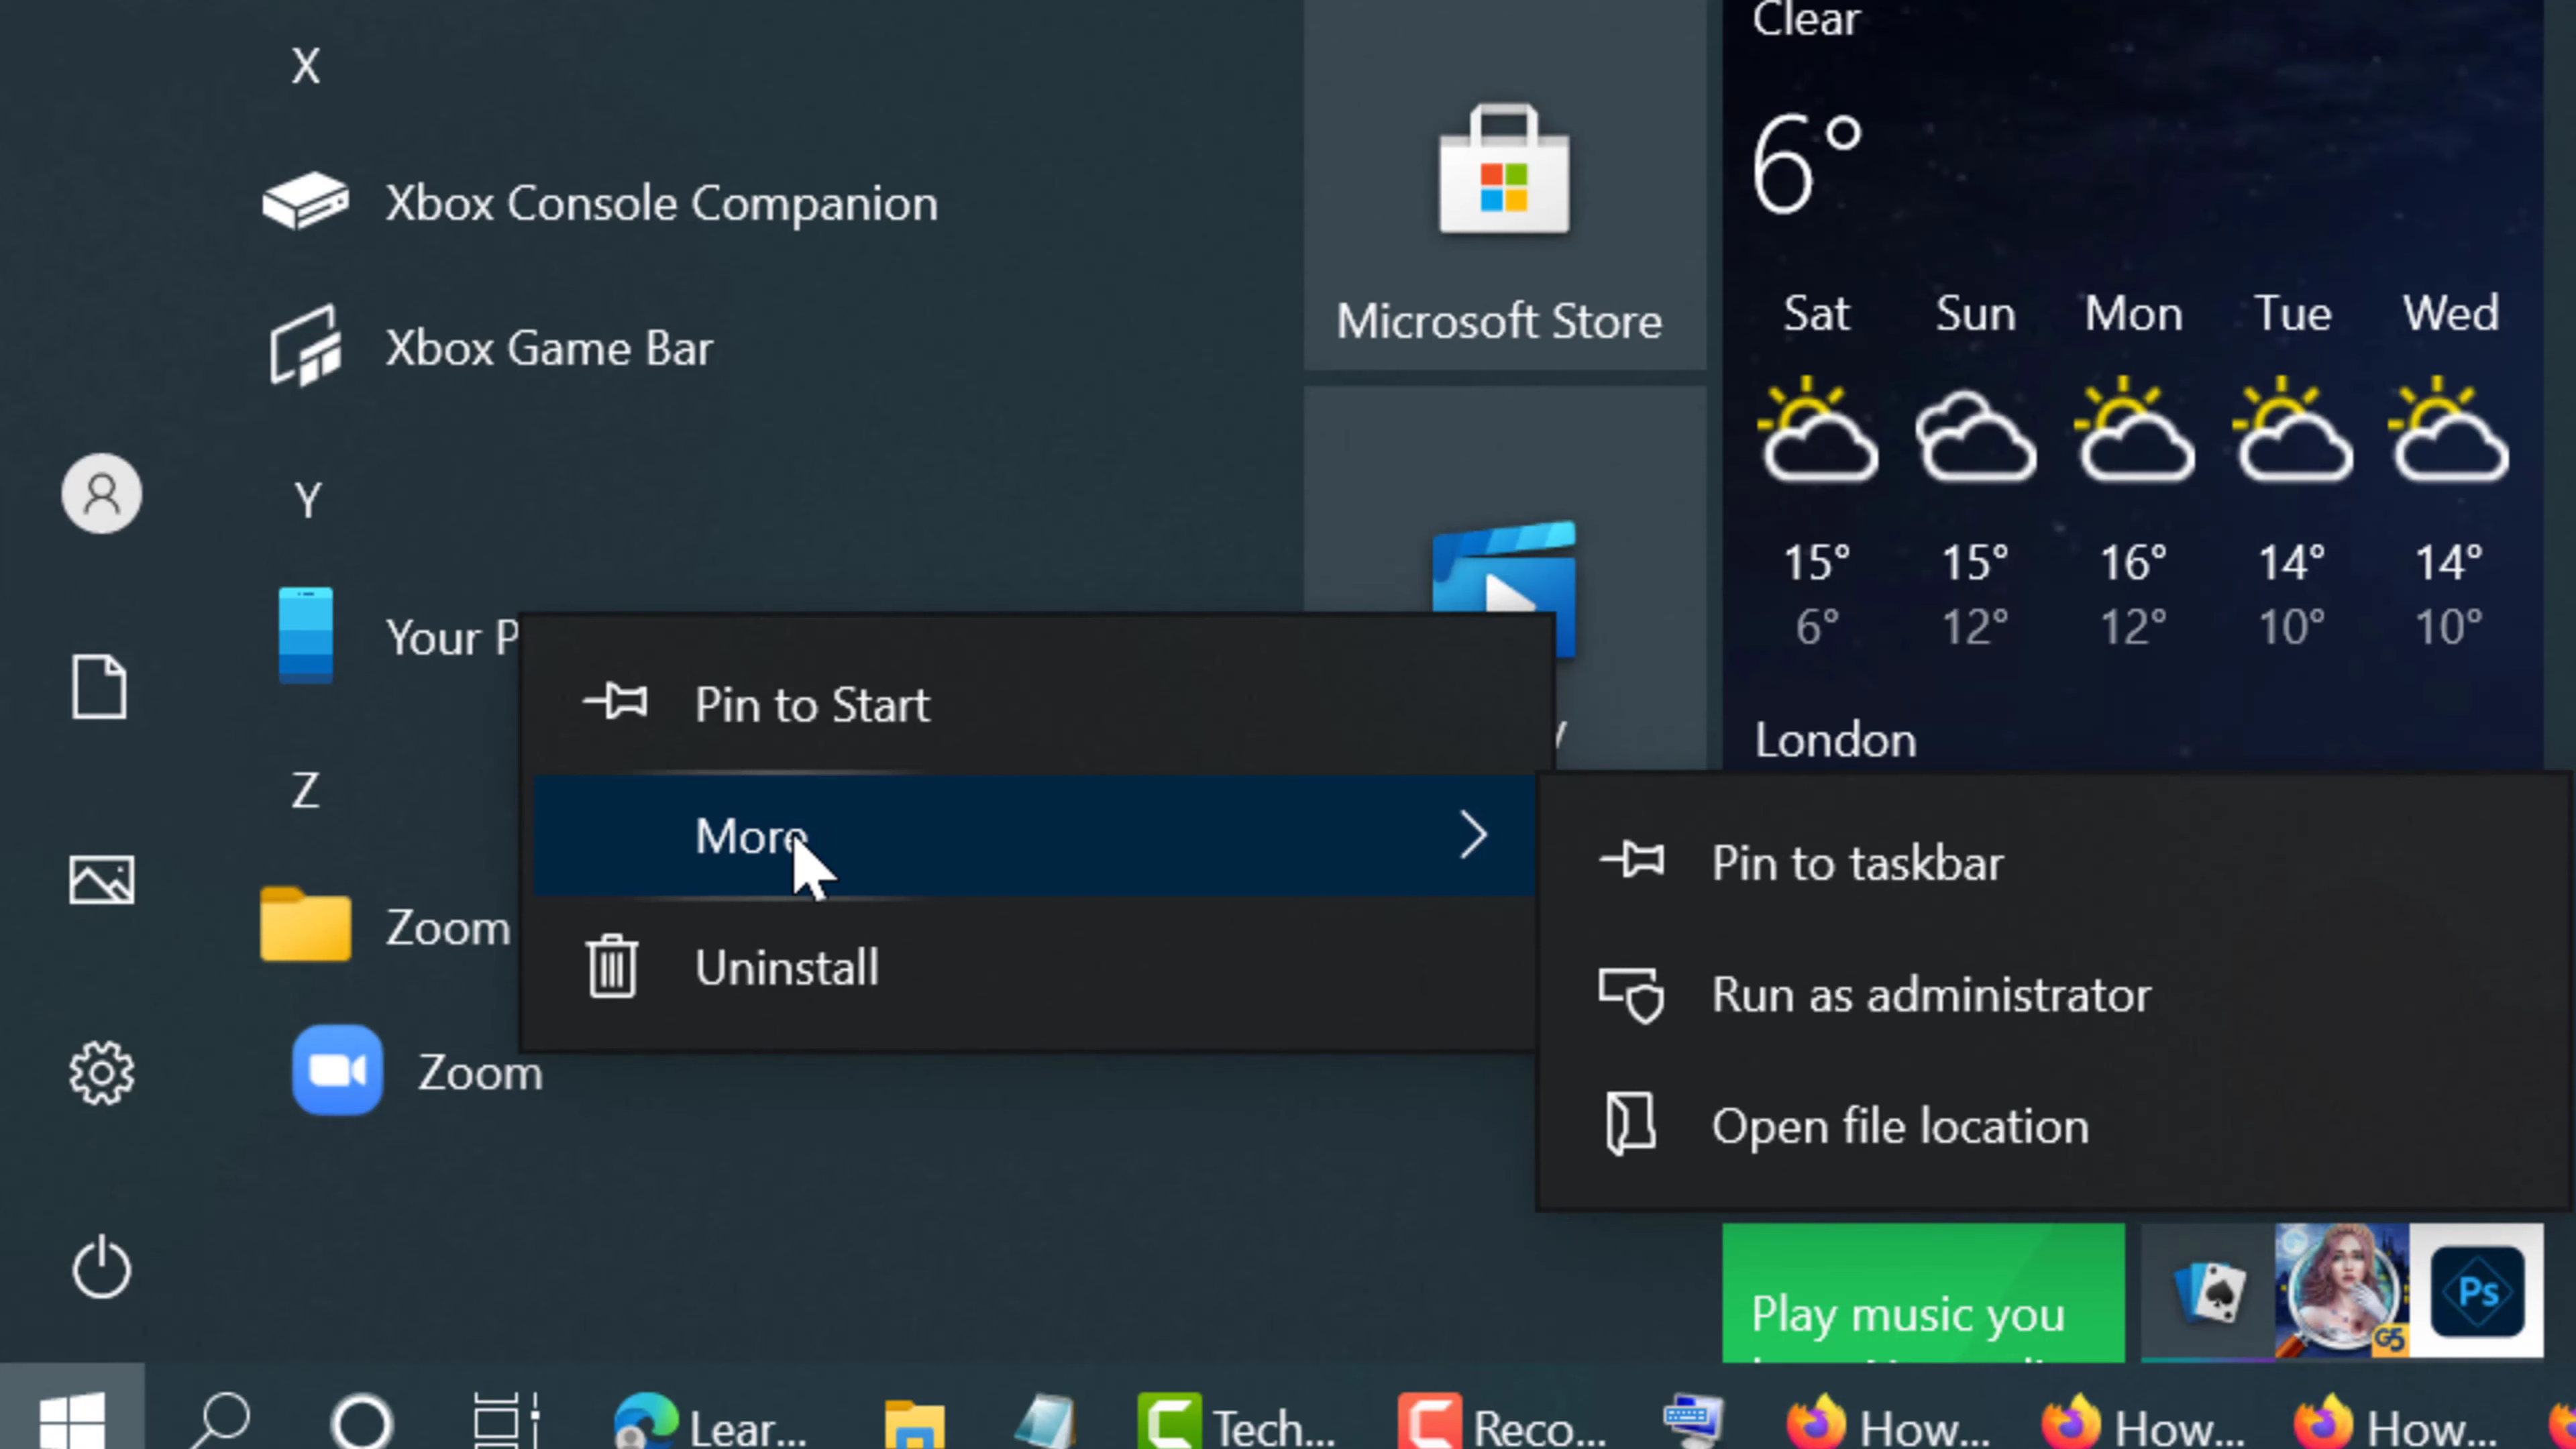 X
Xbox Console Companion
Xbox Game Bar
Y
Your P
Z
Zoom
Zoom
Pin to Start
More
Uninstall
Pin to taskbar
Run as administrator
Open file location
Microsoft Store
Clear
6°
Sat Sun Mon Tue Wed
15° 15° 16° 14° 14°
6° 12° 12° 10° 10°
London
Play music you
G5
Ps
Lear... Tech... Reco... How... How... How...